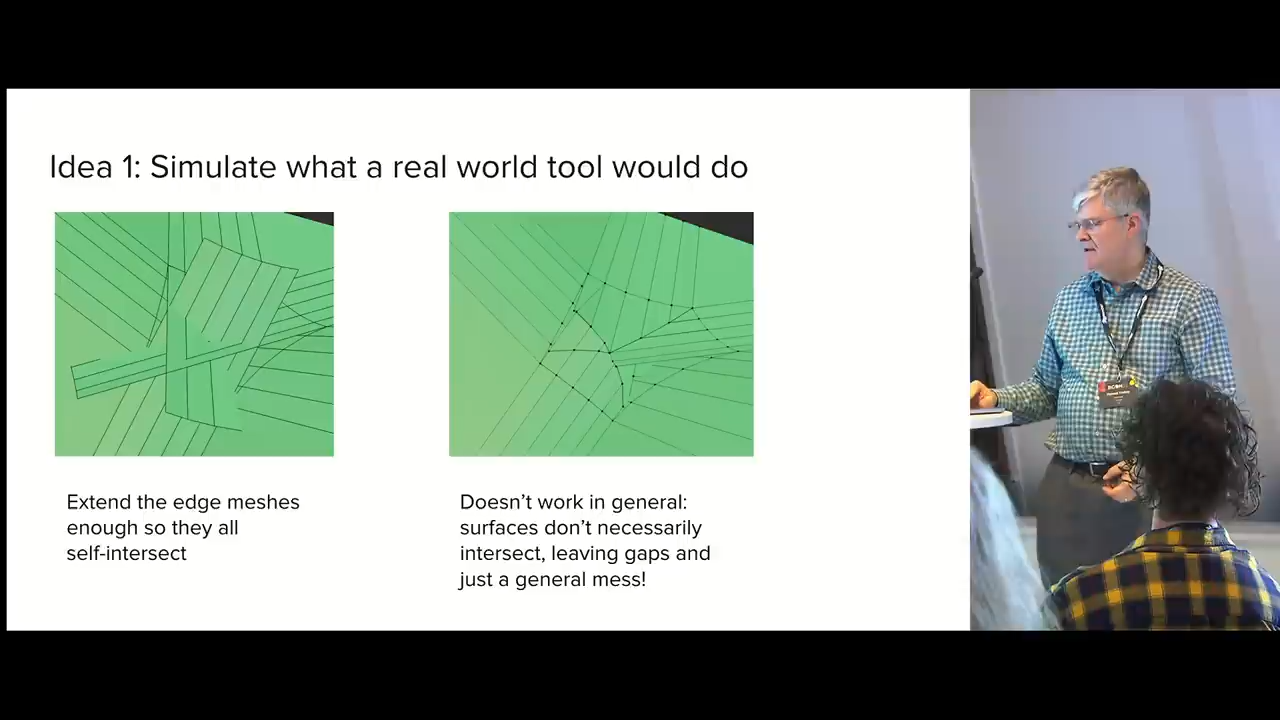 Idea 1: Simulate what a real world tool would do
Extend the edge meshes
enough so they all
self-intersect
Doesn’t work in general:
surfaces don’t necessarily
intersect, leaving gaps and
just a general mess!